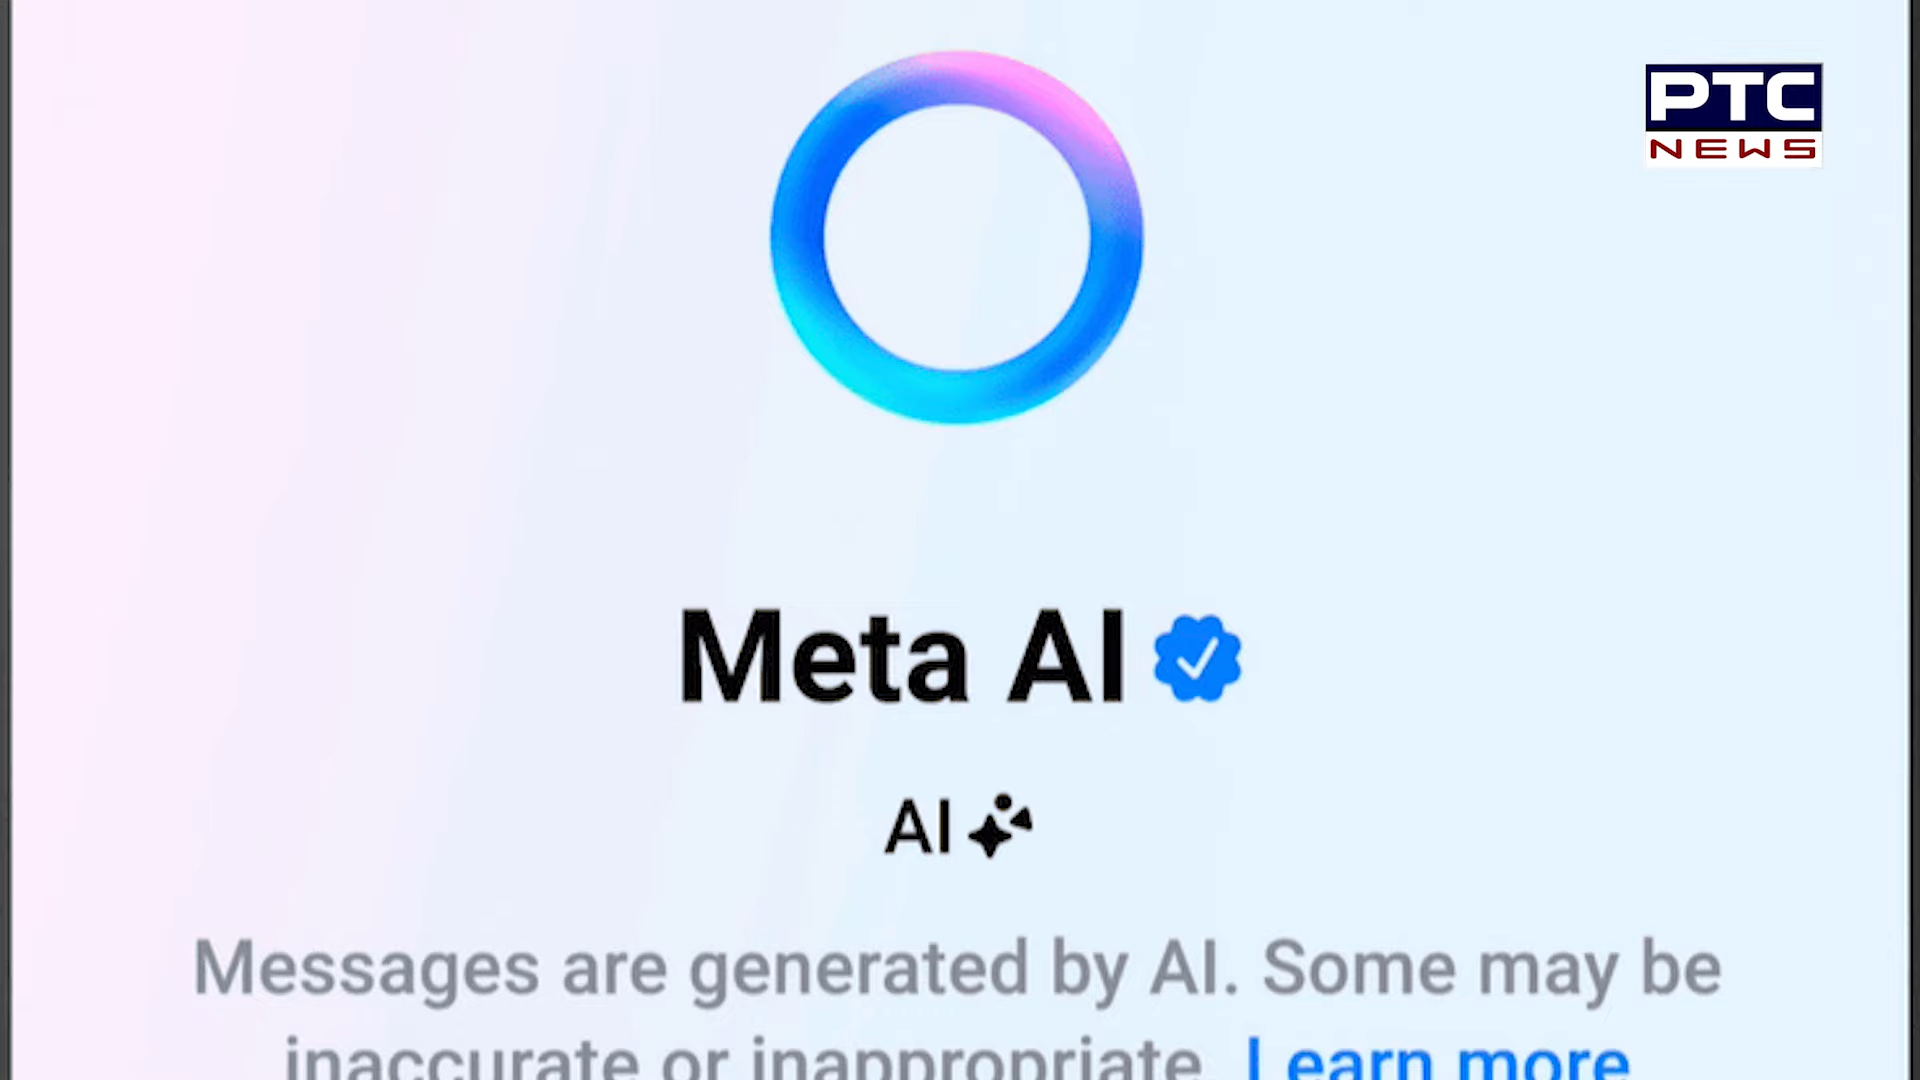 PTC
NEWS
Meta AI
AI
Messages are generated by AI. Some may be
inaccurate or inappropriate. Learn more